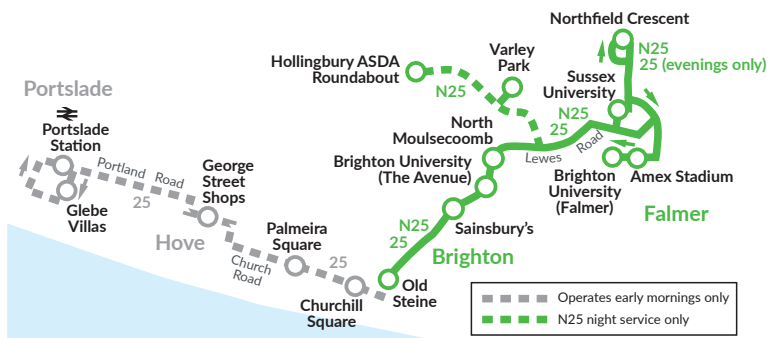 Northfield Crescent
N25
25 (evenings only)
Hollingbury ASDA
Roundabout
Varley
Park
N25
Sussex
University
N25
25
Portslade
Portslade
Station
North
Moulsecoomb
Lewes
Road
Portland Road
25
George
Street
Shops
Brighton University
(The Avenue)
Brighton
University
(Falmer)
Amex Stadium
Falmer
Glebe
Villas
Hove
Palmeira
Square
N25
25
Sainsbury's
Brighton
Church
Road
25
Old
Steine
Churchill
Square
Operates early mornings only
N25 night service only